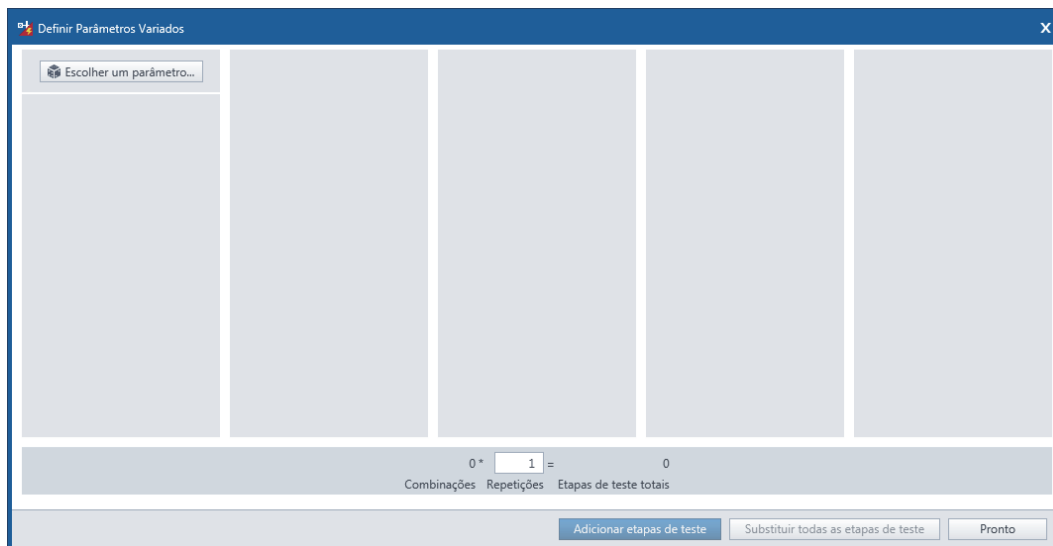 Definir Parâmetros Variados
X
Escolher um parâmetro...
0 * 1 = 0
Combinações Repetições Etapas de teste totais
Adicionar etapas de teste Substituir todas as etapas de teste Pronto